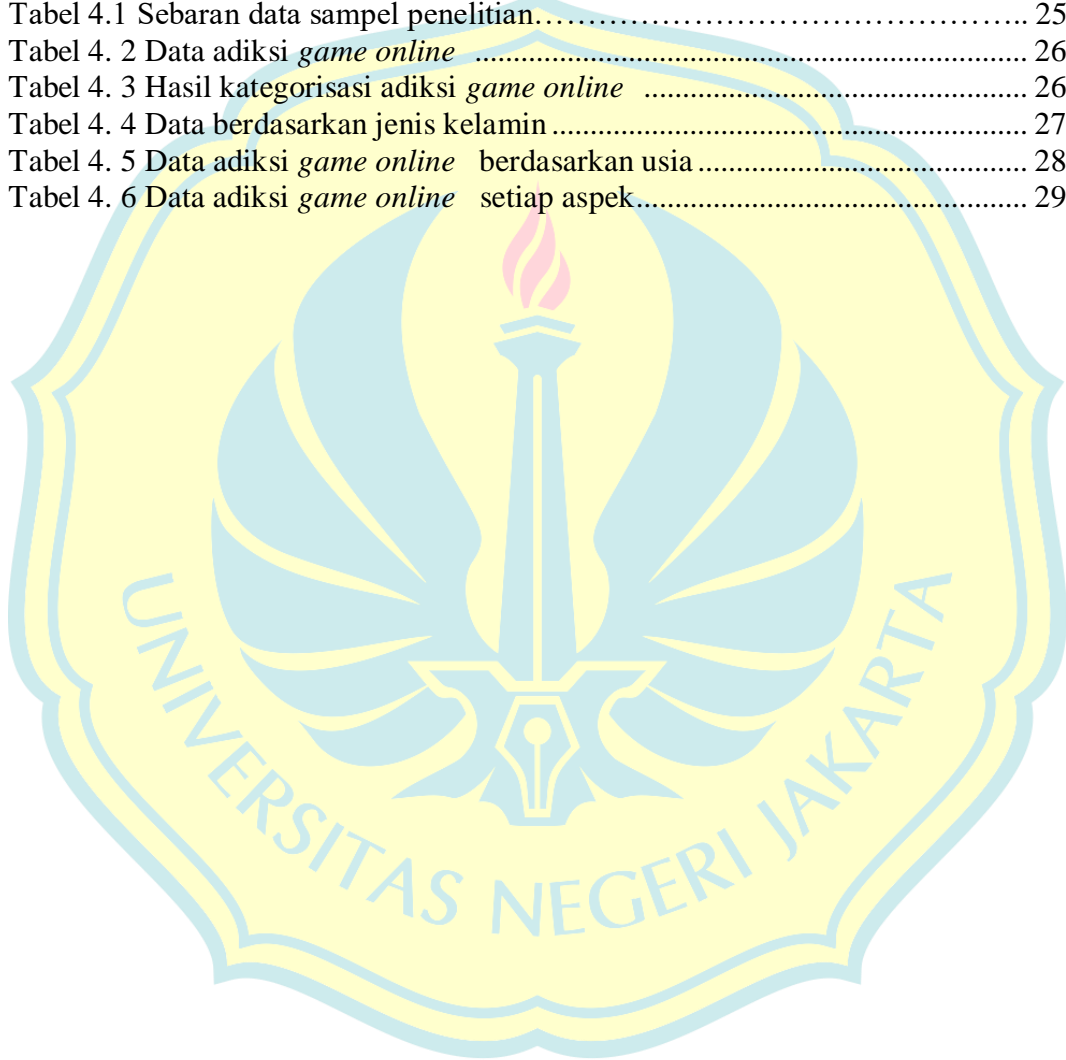 Tabel 4.1 Sebaran data sampel penelitian…………………………………….. 25
Tabel 4. 2 Data adiksi game online ........................................................................ 26
Tabel 4. 3 Hasil kategorisasi adiksi game online .................................................. 26
Tabel 4. 4 Data berdasarkan jenis kelamin ............................................................. 27
Tabel 4. 5 Data adiksi game online berdasarkan usia ........................................... 28
Tabel 4. 6 Data adiksi game online setiap aspek................................................... 29
UNIVERSITAS NEGERI JAKARTA